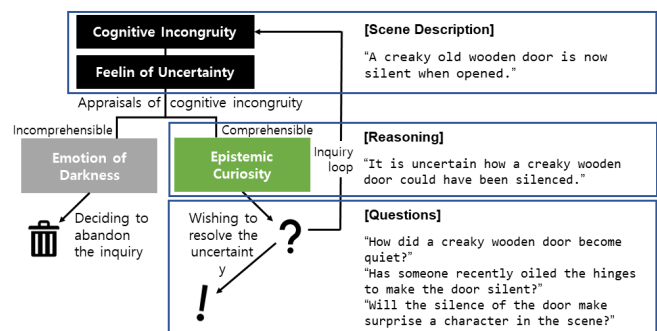 Cognitive Incongruity
Feelin of Uncertainty
Appraisals of cognitive incongruity
Incomprehensible
Comprehensible
Emotion of
Darkness
Epistemic
Curiosity
Inquiry
loop
Deciding to
abandon
the inquiry
Wishing to
resolve the
uncertaint
y
?
!
[Scene Description]
“A creaky old wooden door is now
silent when opened.”
[Reasoning]
“It is uncertain how a creaky wooden
door could have been silenced.”
[Questions]
“How did a creaky wooden door become
quiet?”
“Has someone recently oiled the hinges
to make the door silent?”
“Will the silence of the door make
surprise a character in the scene?”